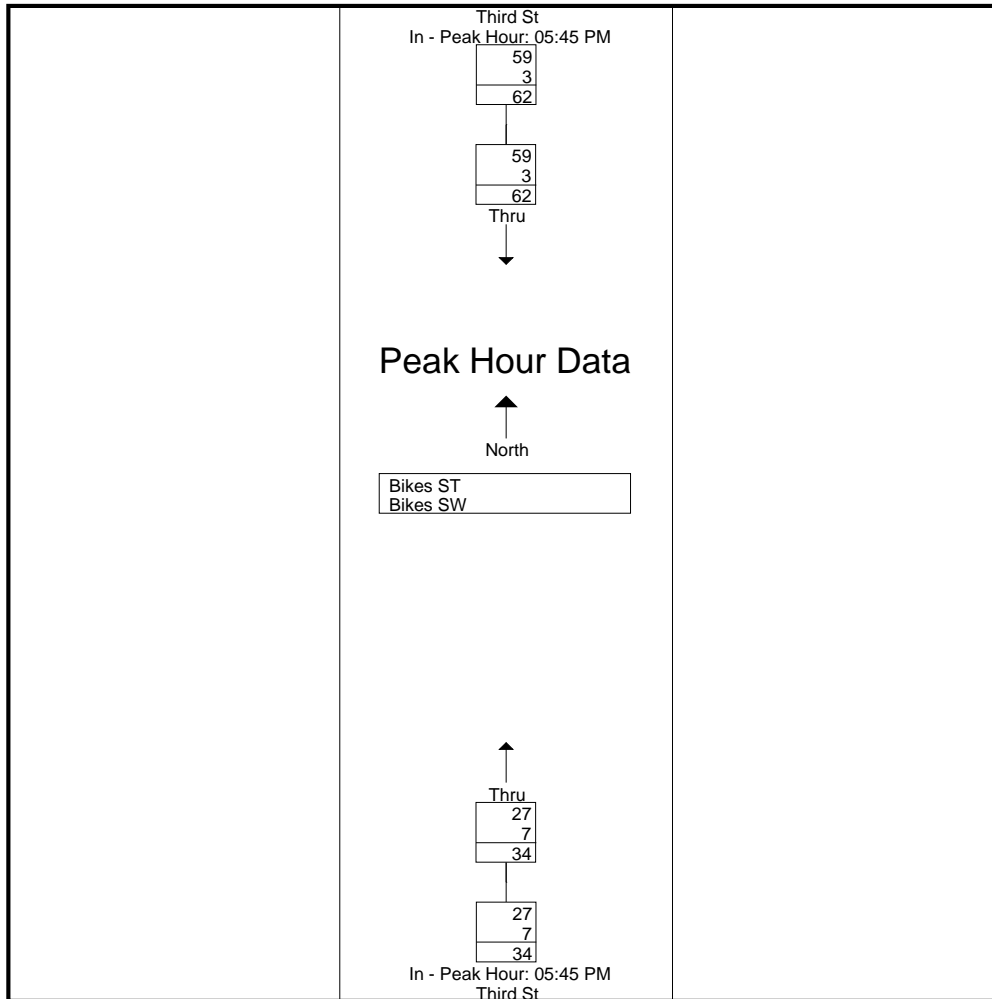 Third St
In - Peak Hour: 05:45 PM
59
3
62
59
3
62
Thru
Peak Hour Data
North
Bikes ST
Bikes SW
Thru
27
7
34
27
7
34
In - Peak Hour: 05:45 PM
Third St